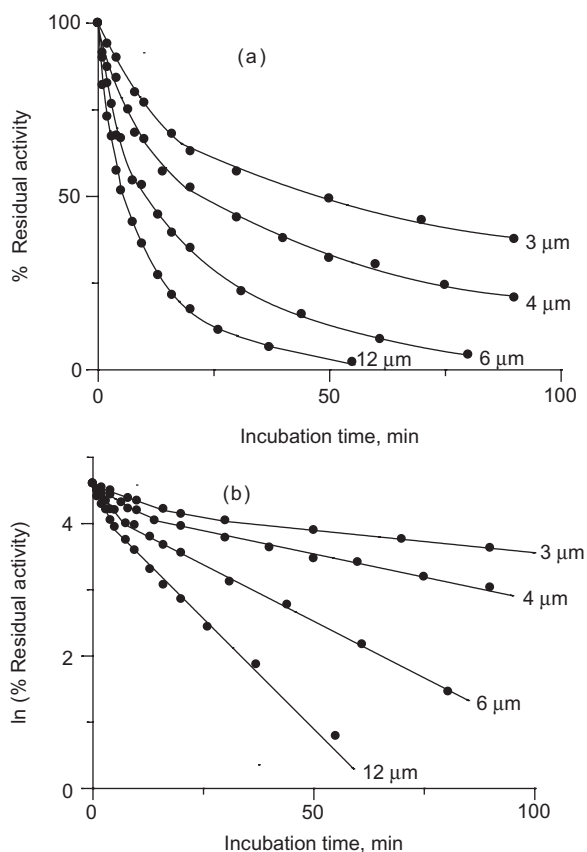 100
(a)
% Residual activity
50
3 μm
4 μm
0
12 μm
6 μm
0
50
100
Incubation time, min
(b)
4
3 μm
4 μm
ln (% Residual activity)
2
6 μm
12 μm
0
0
50
100
Incubation time, min